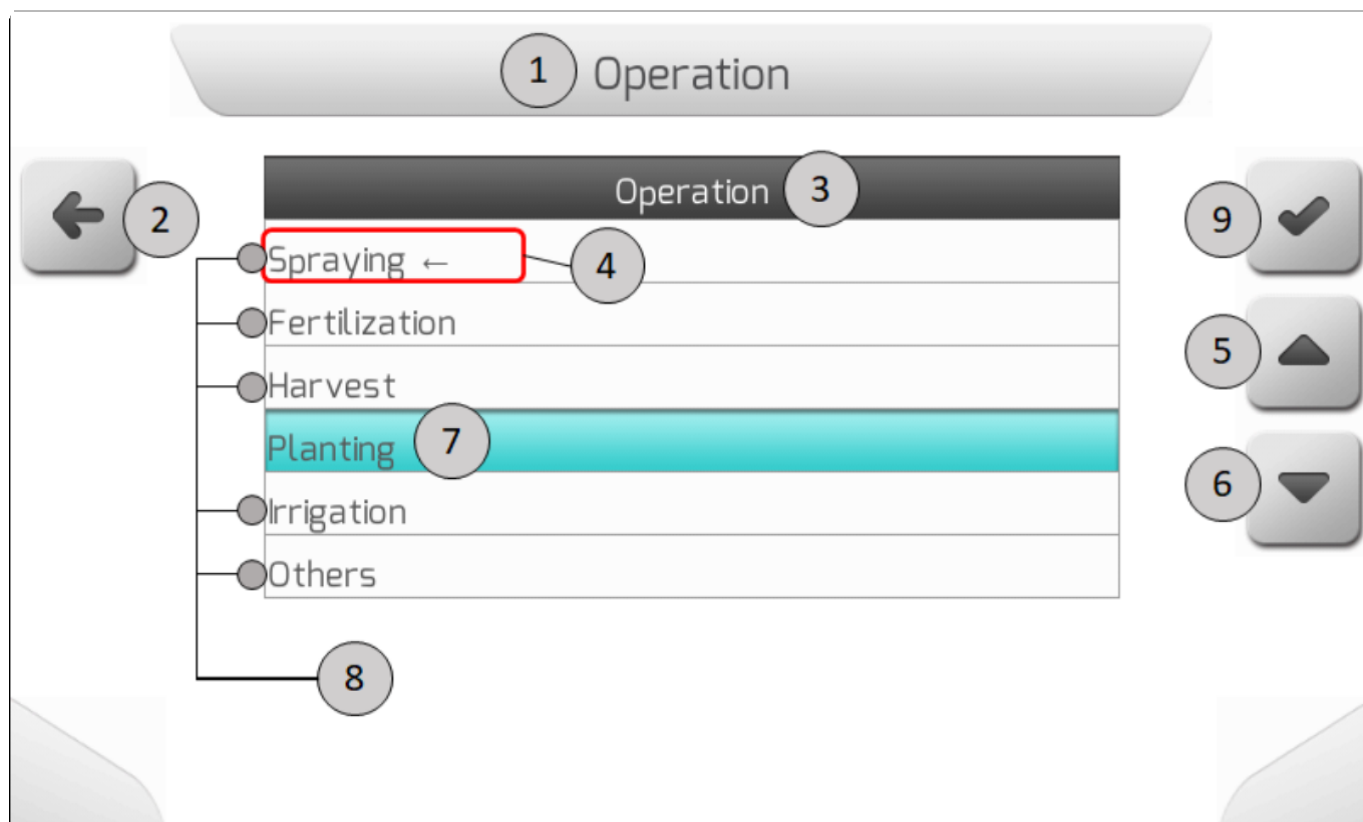 1 Operation
2
Operation 3
9
Spraying ← 4
Fertilization
5
Harvest
Planting 7
6
Irrigation
Others
8